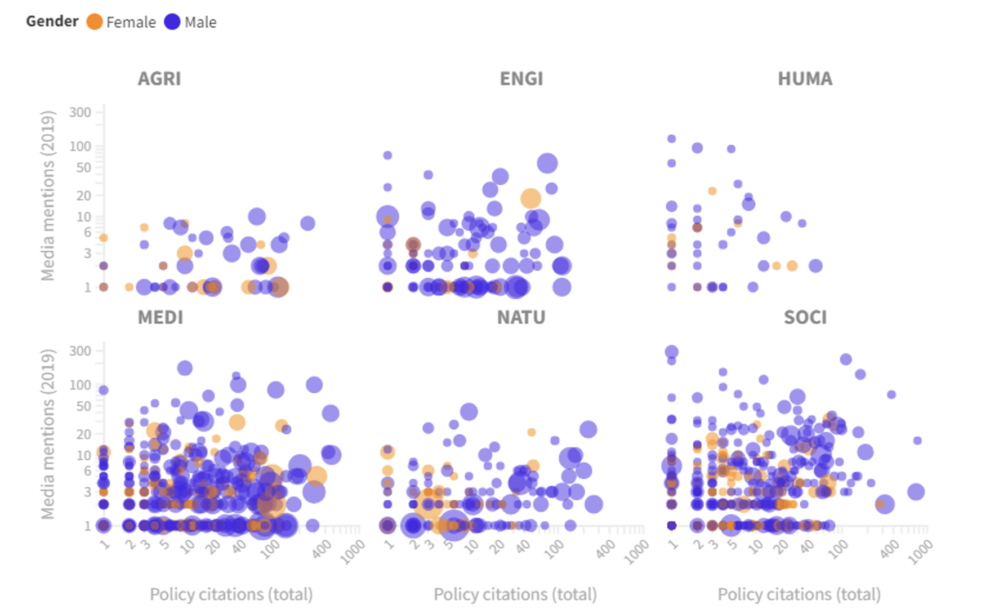 Gender Female Male
AGRI ENGI HUMA
Media mentions (2019)
300
100
50
20
10
6
3
1
MEDI NATU SOCI
Media mentions (2019)
300
100
50
20
10
6
3
1
1 2 3 5 10 20 40 100 400 1000 1 2 3 5 10 20 40 100 400 1000 1 2 3 5 10 20 40 100 400 1000
Policy citations (total) Policy citations (total) Policy citations (total)